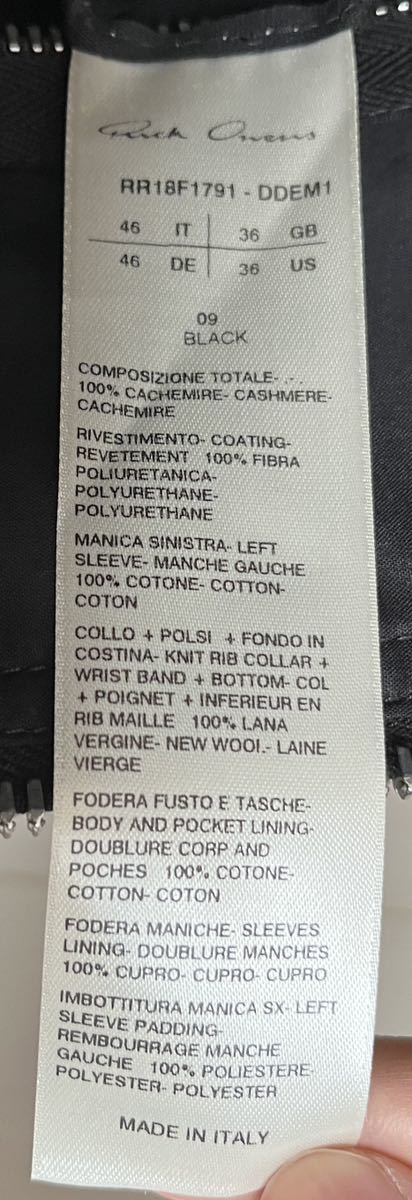 Rick Owens
RR18F1791 - DDEM1
46 IT 36 GB
46 DE 36 US
09
BLACK
COMPOSIZIONE TOTALE- .- .
100% CACHEMIRE- CASHMERE-
CACHEMIRE
RIVESTIMENTO- COATING-
REVETEMENT 100% FIBRA
POLIURETANICA-
POLYURETHANE-
POLYURETHANE
MANICA SINISTRA- LEFT
SLEEVE- MANCHE GAUCHE
100% COTONE- COTTON-
COTON
COLLO + POLSI + FONDO IN
COSTINA- KNIT RIB COLLAR +
WRIST BAND + BOTTOM- COL
+ POIGNET + INFERIEUR EN
RIB MAILLE 100% LANA
VERGINE- NEW WOOL- LAINE
VIERGE
FODERA FUSTO E TASCHE-
BODY AND POCKET LINING-
DOUBLURE CORP AND
POCHES 100% COTONE-
COTTON- COTON
FODERA MANICHE- SLEEVES
LINING- DOUBLURE MANCHES
100% CUPRO- CUPRO- CUPRO
IMBOTTITURA MANICA SX- LEFT
SLEEVE PADDING-
REMBOURRAGE MANCHE
GAUCHE 100% POLIESTERE-
POLYESTER- POLYESTER
MADE IN ITALY